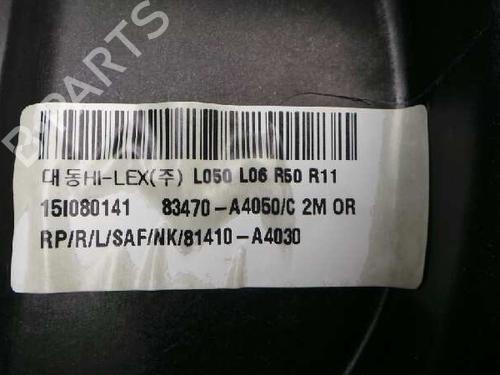 B-PARTS
대동HI-LEX(주) L050 L06 R50 R11
15I080141 83470-A4050/C 2M OR
RP/R/L/SAF/NK/81410-A4030